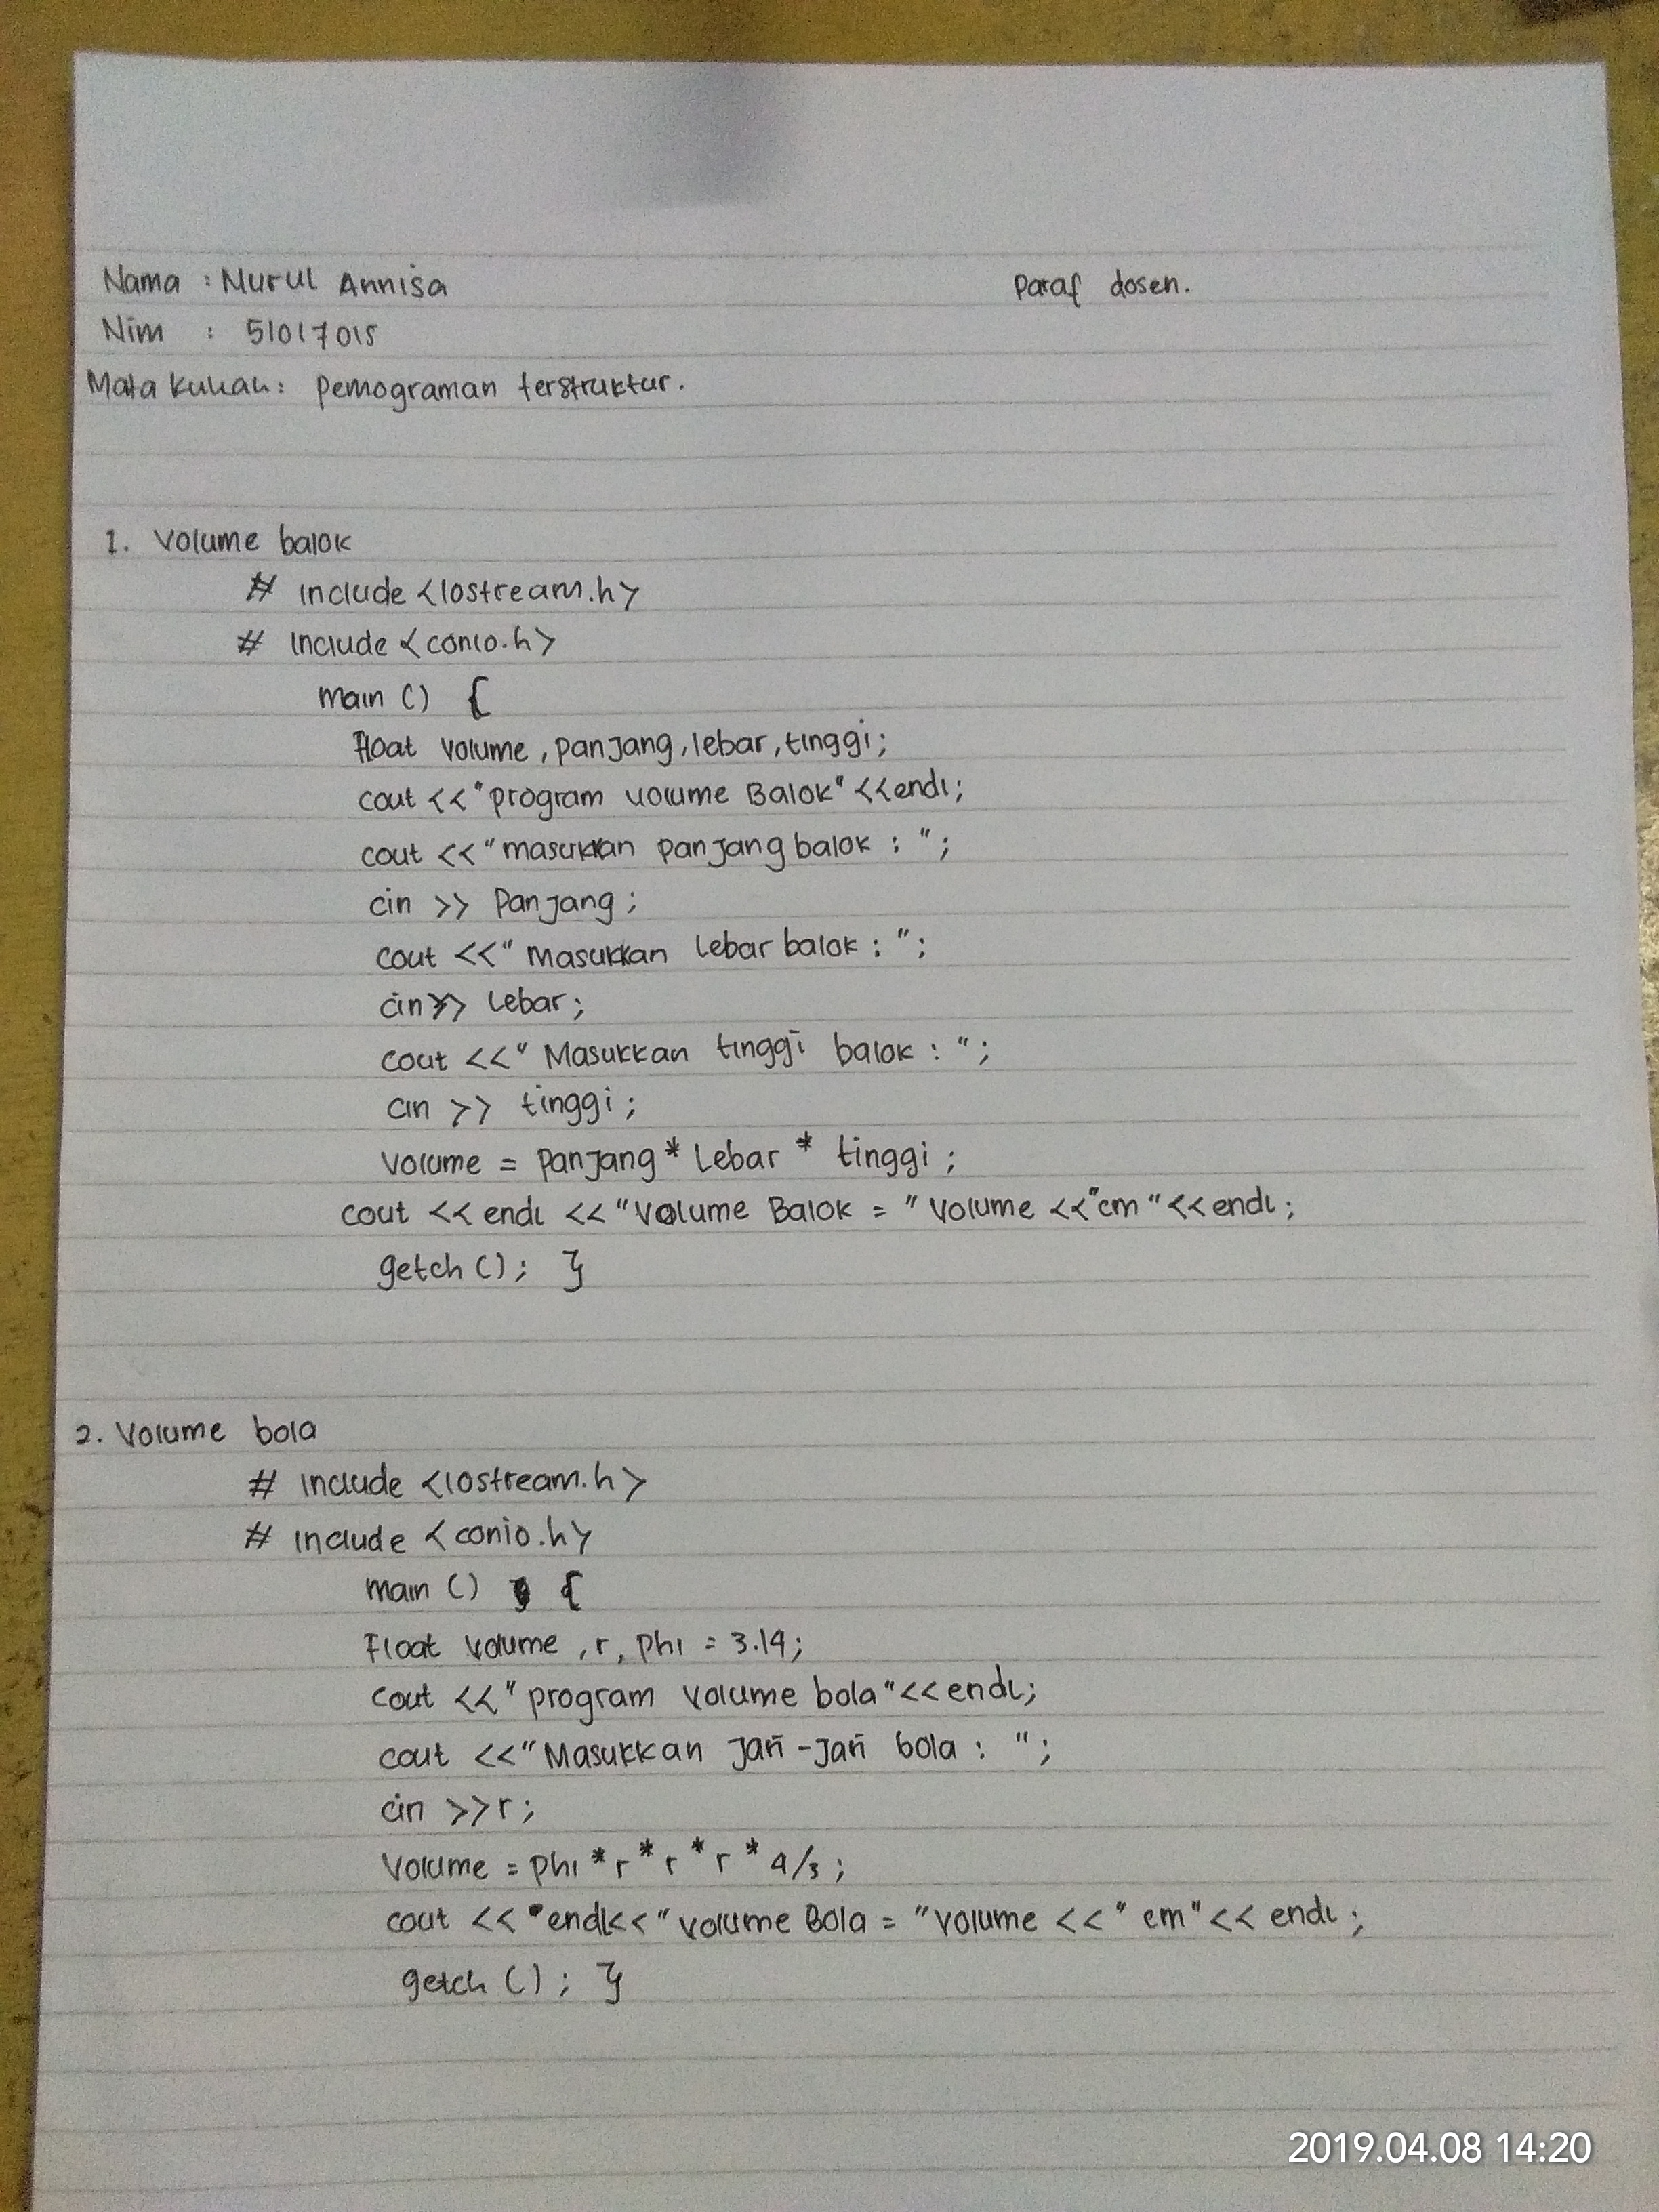 Nama : Nurul Annisa
Paraf dosen.
Nim : 51017015
Mata kuliah : Pemograman terstruktur.
1. Volume balok
# include <iostream.h>
# include <conio.h>
main () {
float volume, panjang, lebar, tinggi;
cout << "program volume Balok" << endl;
cout << "masukkan panjang balok : ";
cin >> Panjang;
cout << " Masukkan lebar balok : ";
cin >> lebar;
cout << " Masukkan tinggi balok : ";
cin >> tinggi;
Volume = panjang * lebar * tinggi;
cout << endl << "Volume Balok = " volume << "cm" << endl;
getch (); }
2. Volume bola
# include <iostream.h>
# include <conio.h>
main () {
Float volume, r, phi = 3.14;
cout << " program volume bola" << endl;
cout << "Masukkan Jari-Jari bola : ";
cin >> r;
Volume = phi * r * r * r * 4/3;
cout << endl << " volume Bola = " volume << " cm" << endl;
getch (); }
2019.04.08 14:20